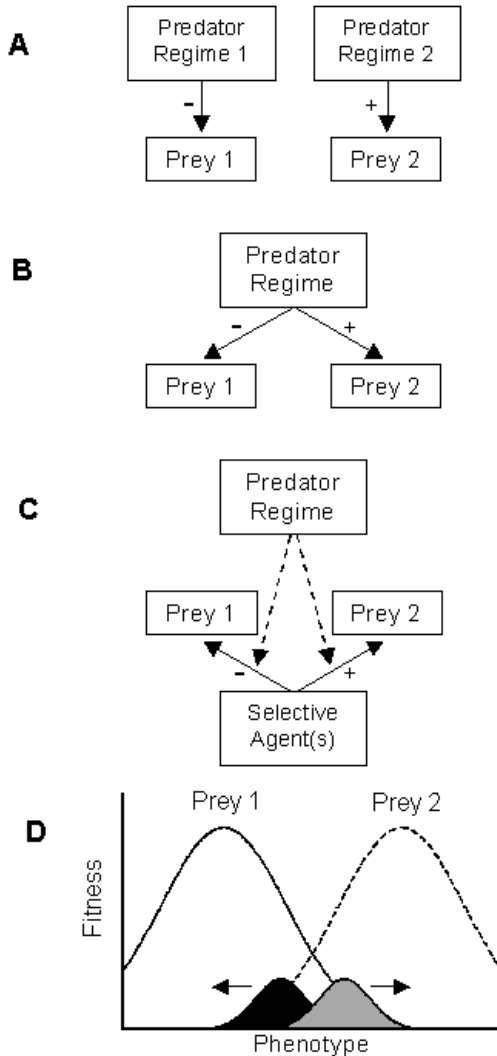 A
Predator
Regime 1
Predator
Regime 2
-
+
Prey 1
Prey 2
B
Predator
Regime
-
+
Prey 1
Prey 2
C
Predator
Regime
Prey 1
Prey 2
-
+
Selective
Agent(s)
D
Prey 1
Prey 2
Fitness
Phenotype